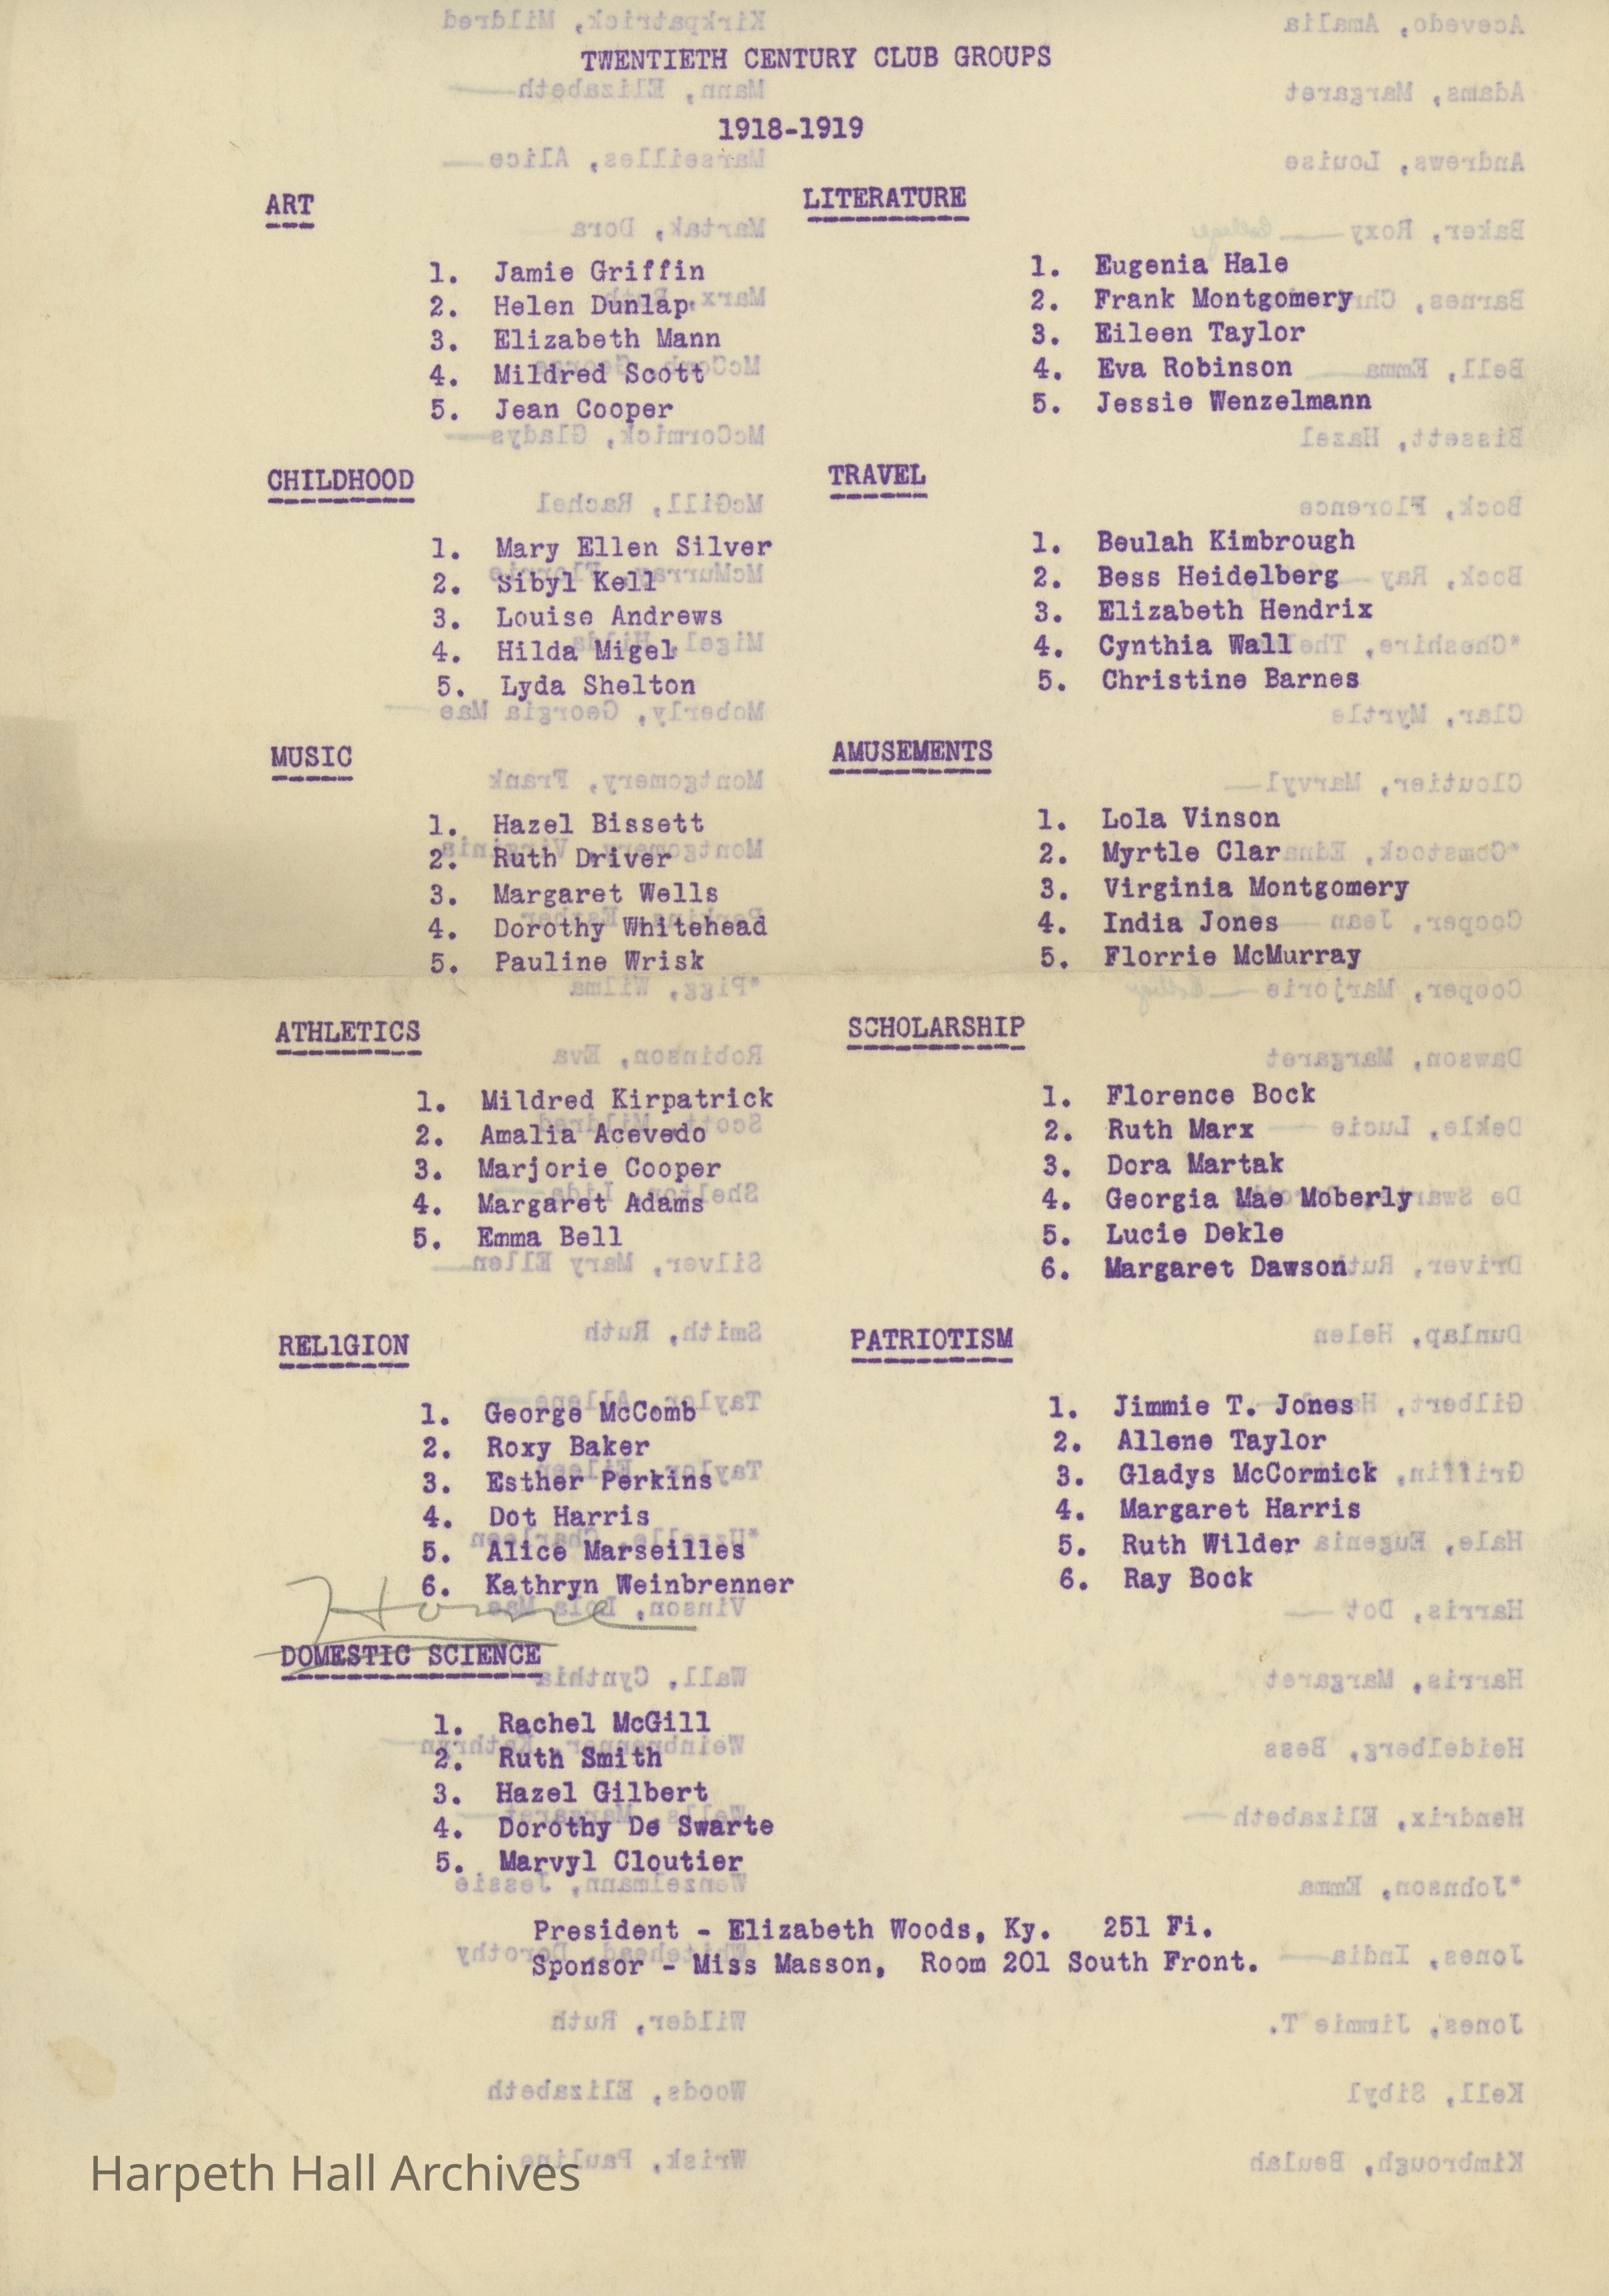 TWENTIETH CENTURY CLUB GROUPS
1918-1919
ART
1. Jamie Griffin
2. Helen Dunlap
3. Elizabeth Mann
4. Mildred Scott
5. Jean Cooper
LITERATURE
1. Eugenia Hale
2. Frank Montgomery
3. Eileen Taylor
4. Eva Robinson
5. Jessie Wenzelmann
CHILDHOOD
1. Mary Ellen Silver
2. Sibyl Kell
3. Louise Andrews
4. Hilda Migel
5. Lyda Shelton
TRAVEL
1. Beulah Kimbrough
2. Bess Heidelberg
3. Elizabeth Hendrix
4. Cynthia Wall
5. Christine Barnes
MUSIC
1. Hazel Bissett
2. Ruth Driver
3. Margaret Wells
4. Dorothy Whitehead
5. Pauline Wrisk
AMUSEMENTS
1. Lola Vinson
2. Myrtle Clar
3. Virginia Montgomery
4. India Jones
5. Florrie McMurray
ATHLETICS
1. Mildred Kirpatrick
2. Amalia Acevedo
3. Marjorie Cooper
4. Margaret Adams
5. Emma Bell
SCHOLARSHIP
1. Florence Bock
2. Ruth Marx
3. Dora Martak
4. Georgia Mae Moberly
5. Lucie Dekle
6. Margaret Dawson
REL1GION
1. George McComb
2. Roxy Baker
3. Esther Perkins
4. Dot Harris
5. Alice Marseilles
6. Kathryn Weinbrenner
PATRIOTISM
1. Jimmie T. Jones
2. Allene Taylor
3. Gladys McCormick
4. Margaret Harris
5. Ruth Wilder
6. Ray Bock
Home
DOMESTIC SCIENCE
1. Rachel McGill
2. Ruth Smith
3. Hazel Gilbert
4. Dorothy De Swarte
5. Marvyl Cloutier
President - Elizabeth Woods, Ky. 251 Fi.
Sponsor - Miss Masson, Room 201 South Front.
Harpeth Hall Archives